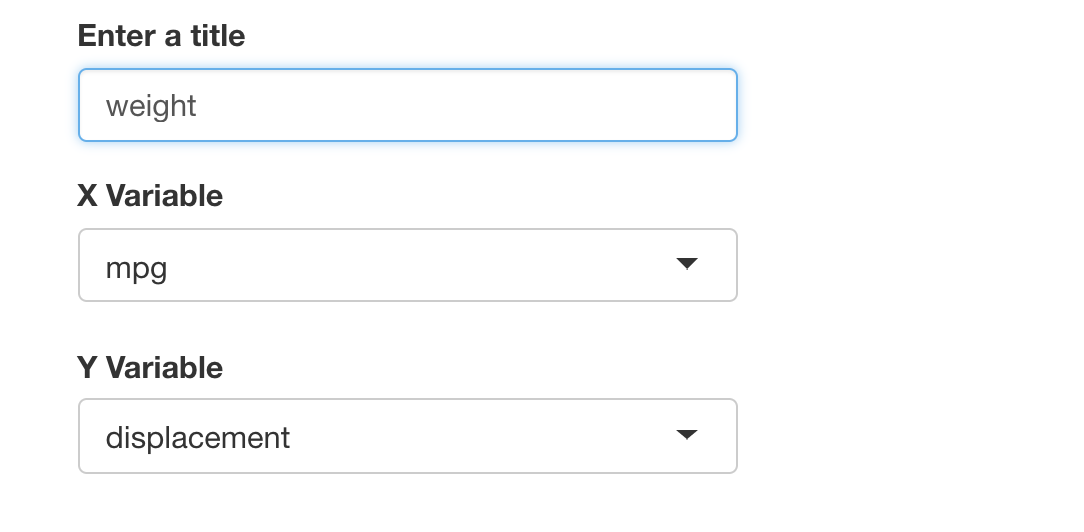 Enter a title
weight
X Variable
mpg
Y Variable
displacement